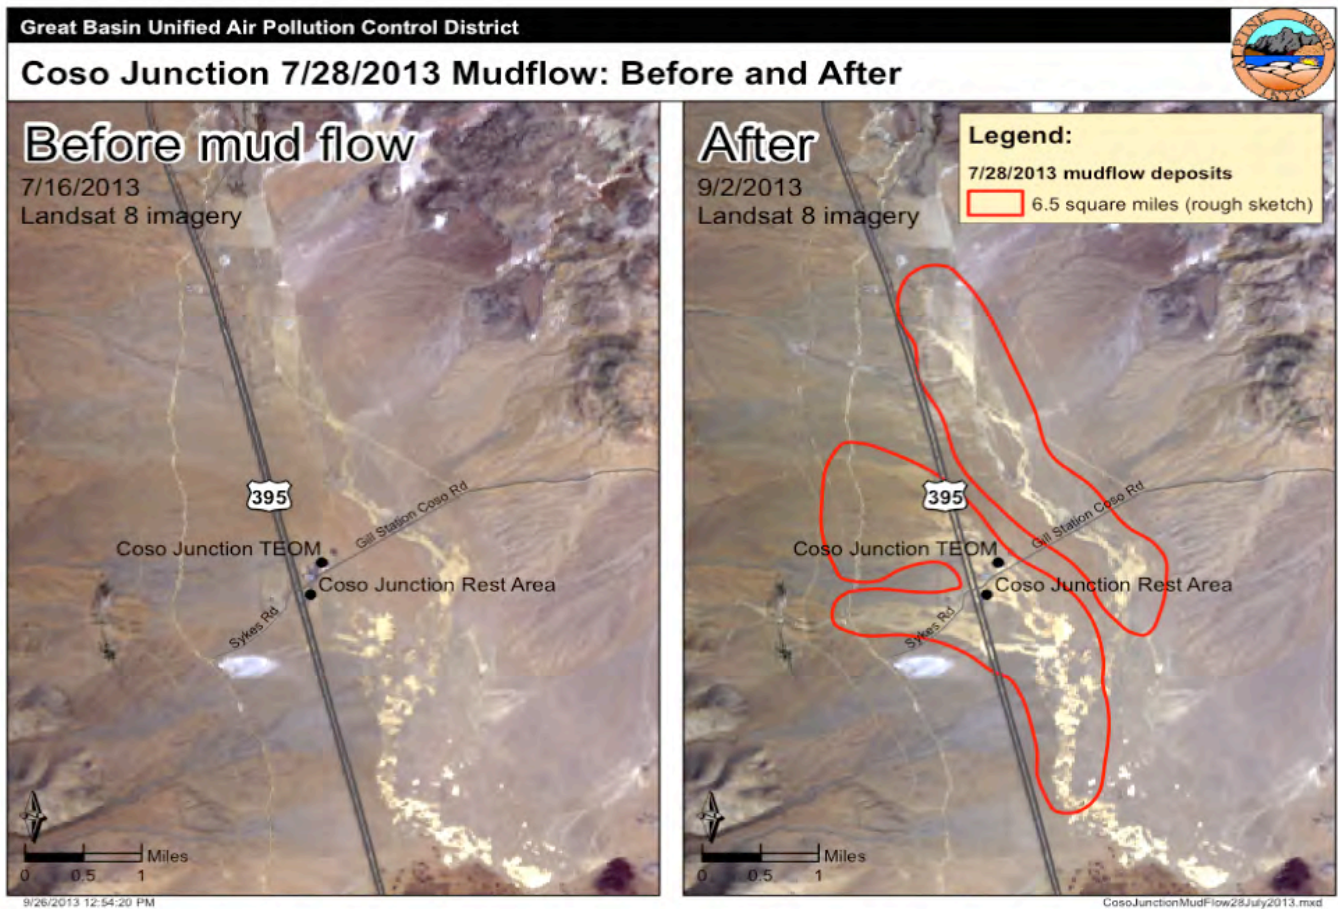 Great Basin Unified Air Pollution Control District
Coso Junction 7/28/2013 Mudflow: Before and After
PINE MONO INYO
Before mud flow
7/16/2013
Landsat 8 imagery
395
Gill Station Coso Rd
Coso Junction TEOM
Coso Junction Rest Area
Sykes Rd
Miles
0 0.5 1
After
9/2/2013
Landsat 8 imagery
Legend:
7/28/2013 mudflow deposits
6.5 square miles (rough sketch)
395
Gill Station Coso Rd
Coso Junction TEOM
Coso Junction Rest Area
Sykes Rd
Miles
0 0.5 1
9/26/2013 12:54:20 PM
CosoJunctionMudFlow28July2013.mxd